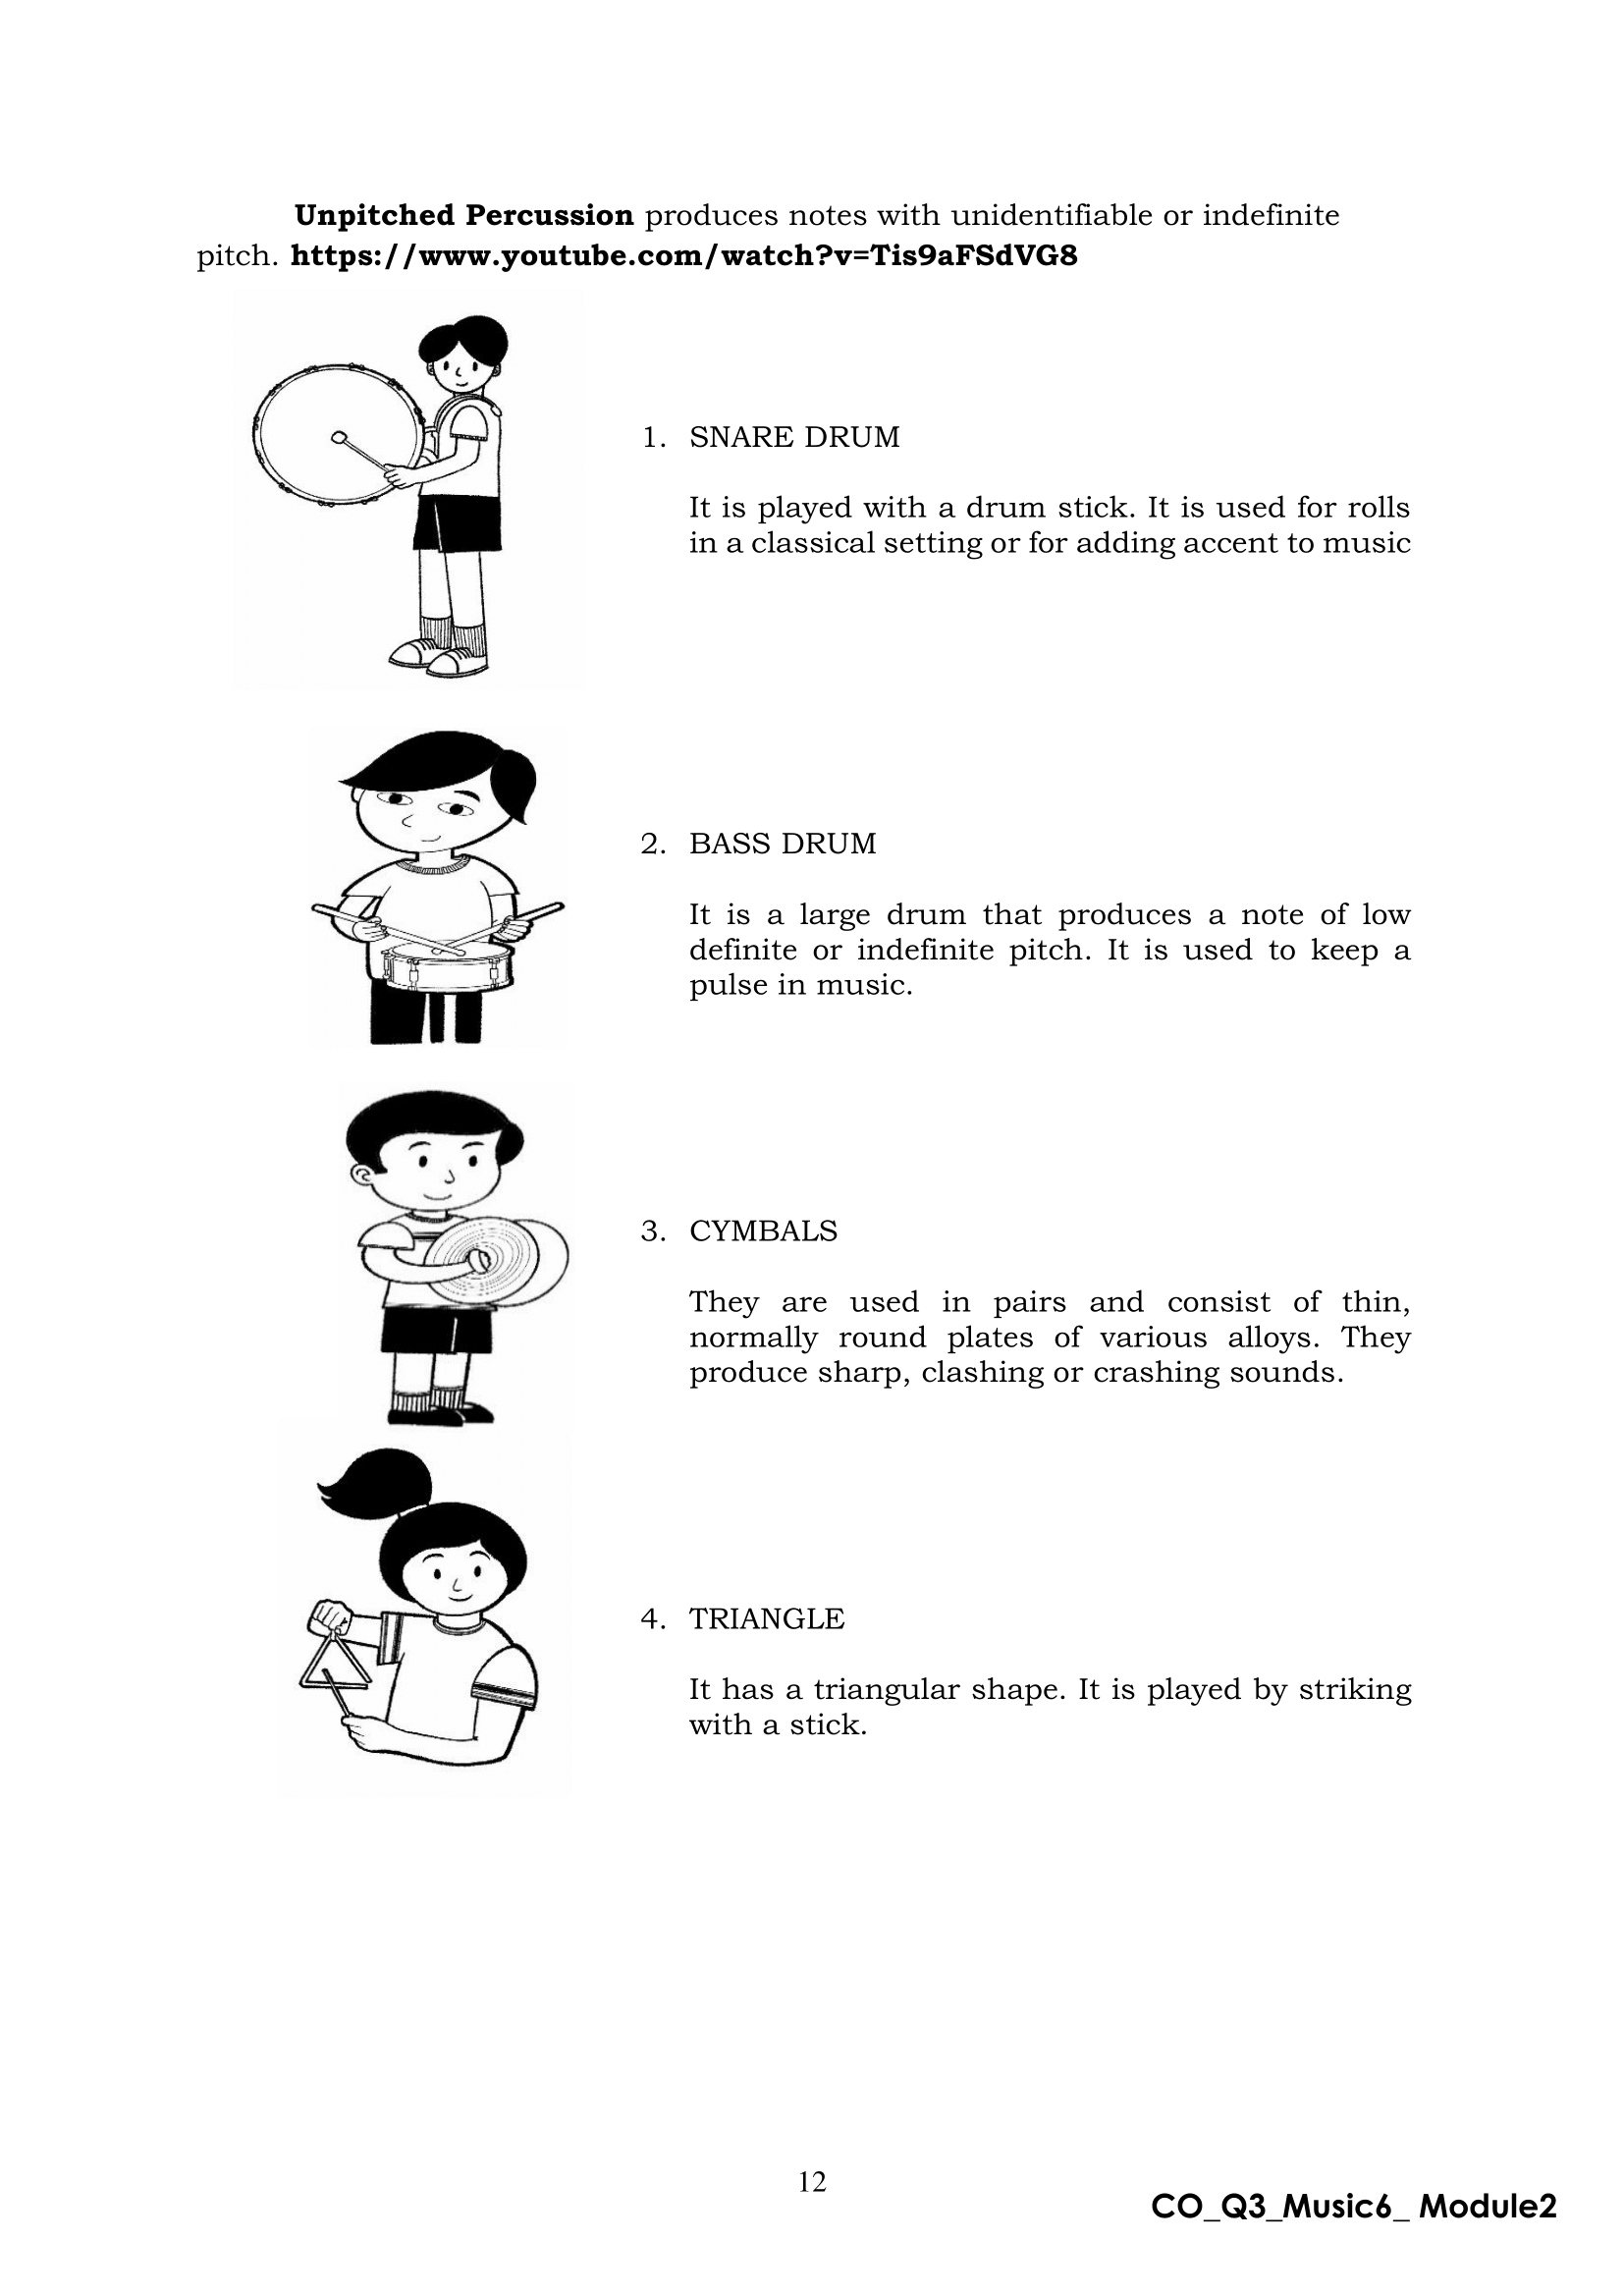 Unpitched Percussion produces notes with unidentifiable or indefinite
pitch. https://www.youtube.com/watch?v=Tis9aFSdVG8
1. SNARE DRUM
It is played with a drum stick. It is used for rolls
in a classical setting or for adding accent to music
2. BASS DRUM
It is a large drum that produces a note of low
definite or indefinite pitch. It is used to keep a
pulse in music.
3. CYMBALS
They are used in pairs and consist of thin,
normally round plates of various alloys. They
produce sharp, clashing or crashing sounds.
4. TRIANGLE
It has a triangular shape. It is played by striking
with a stick.
12
CO_Q3_Music6_ Module2